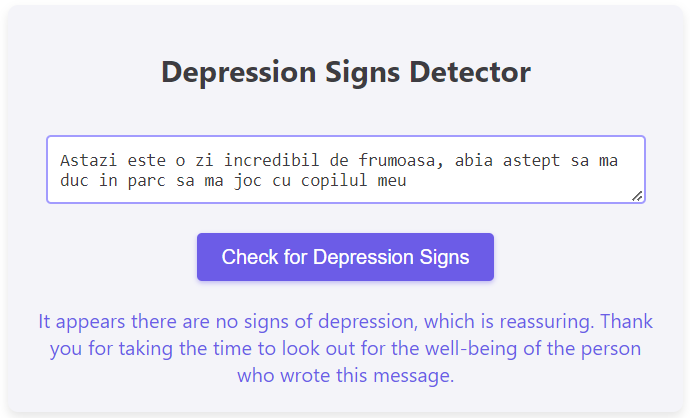 Depression Signs Detector
Astazi este o zi incredibil de frumoasa, abia astept sa ma
duc in parc sa ma joc cu copilul meu
Check for Depression Signs
It appears there are no signs of depression, which is reassuring. Thank
you for taking the time to look out for the well-being of the person
who wrote this message.